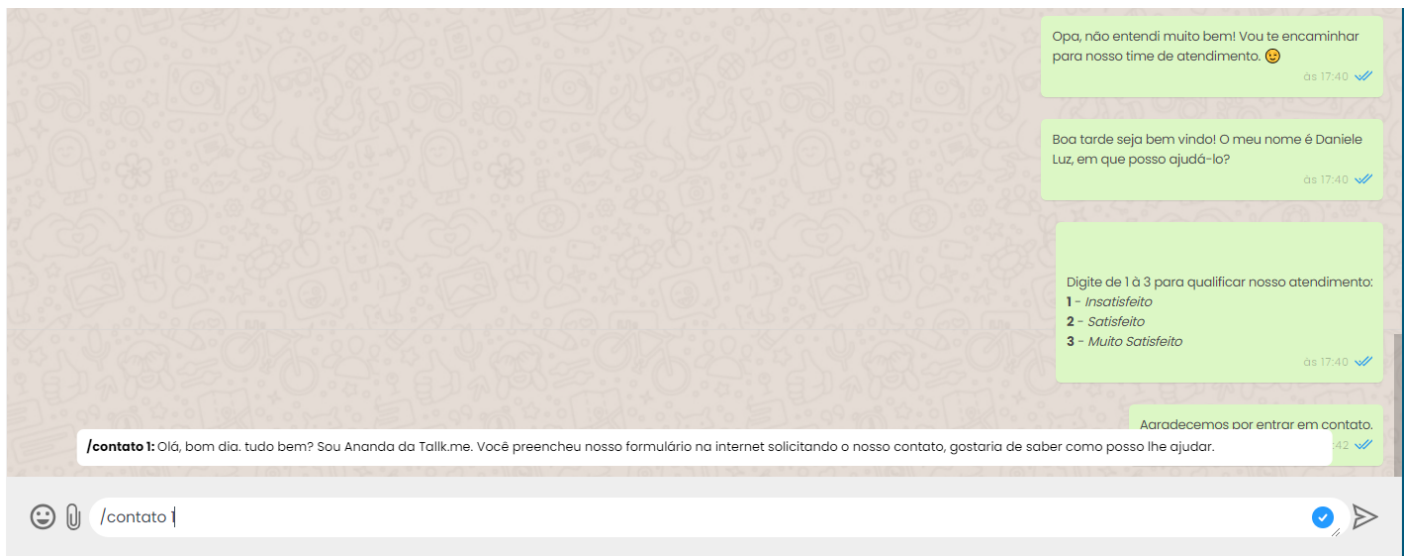 Opa, não entendi muito bem! Vou te encaminhar
para nosso time de atendimento. 😉
às 17:40
Boa tarde seja bem vindo! O meu nome é Daniele
Luz, em que posso ajudá-lo?
às 17:40
Digite de 1 à 3 para qualificar nosso atendimento:
1 - Insatisfeito
2 - Satisfeito
3 - Muito Satisfeito
às 17:40
Agradecemos por entrar em contato.
:42
/contato 1: Olá, bom dia. tudo bem? Sou Ananda da Tallk.me. Você preencheu nosso formulário na internet solicitando o nosso contato, gostaria de saber como posso lhe ajudar.
/contato 1